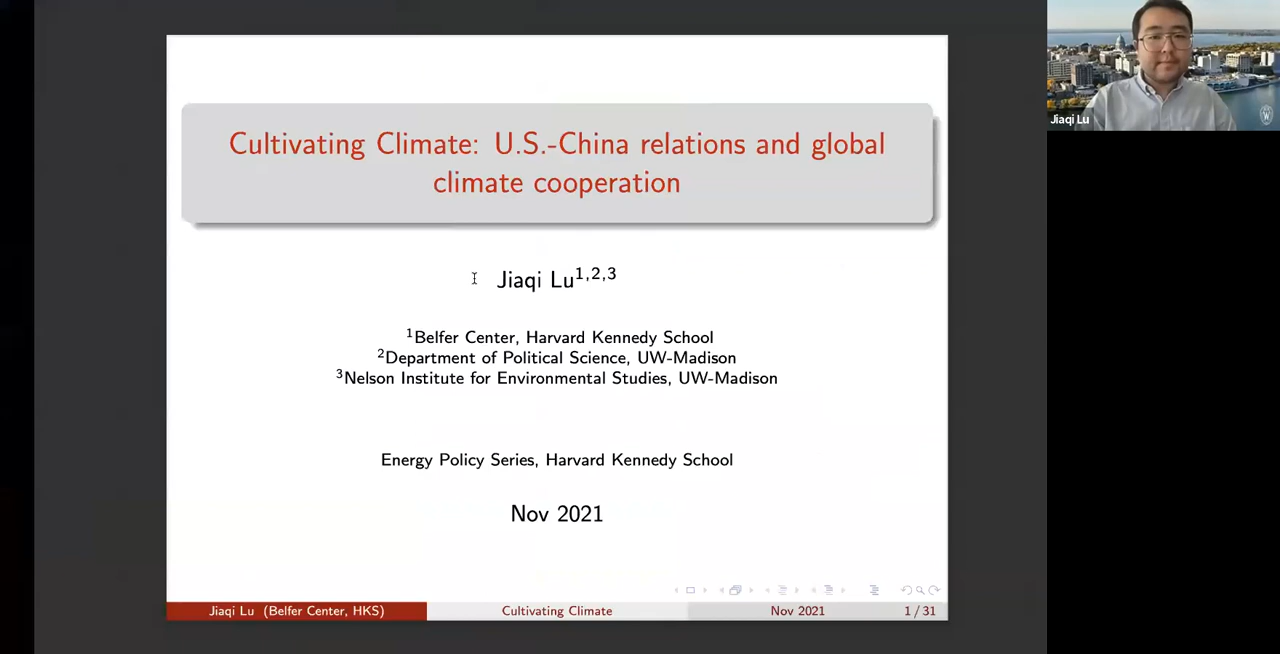 Cultivating Climate: U.S.-China relations and global
climate cooperation
Jiaqi Lu1,2,3
1Belfer Center, Harvard Kennedy School
2Department of Political Science, UW-Madison
3Nelson Institute for Environmental Studies, UW-Madison
Energy Policy Series, Harvard Kennedy School
Nov 2021
Jiaqi Lu (Belfer Center, HKS)
Cultivating Climate
Nov 2021
1 / 31
Jiaqi Lu
W